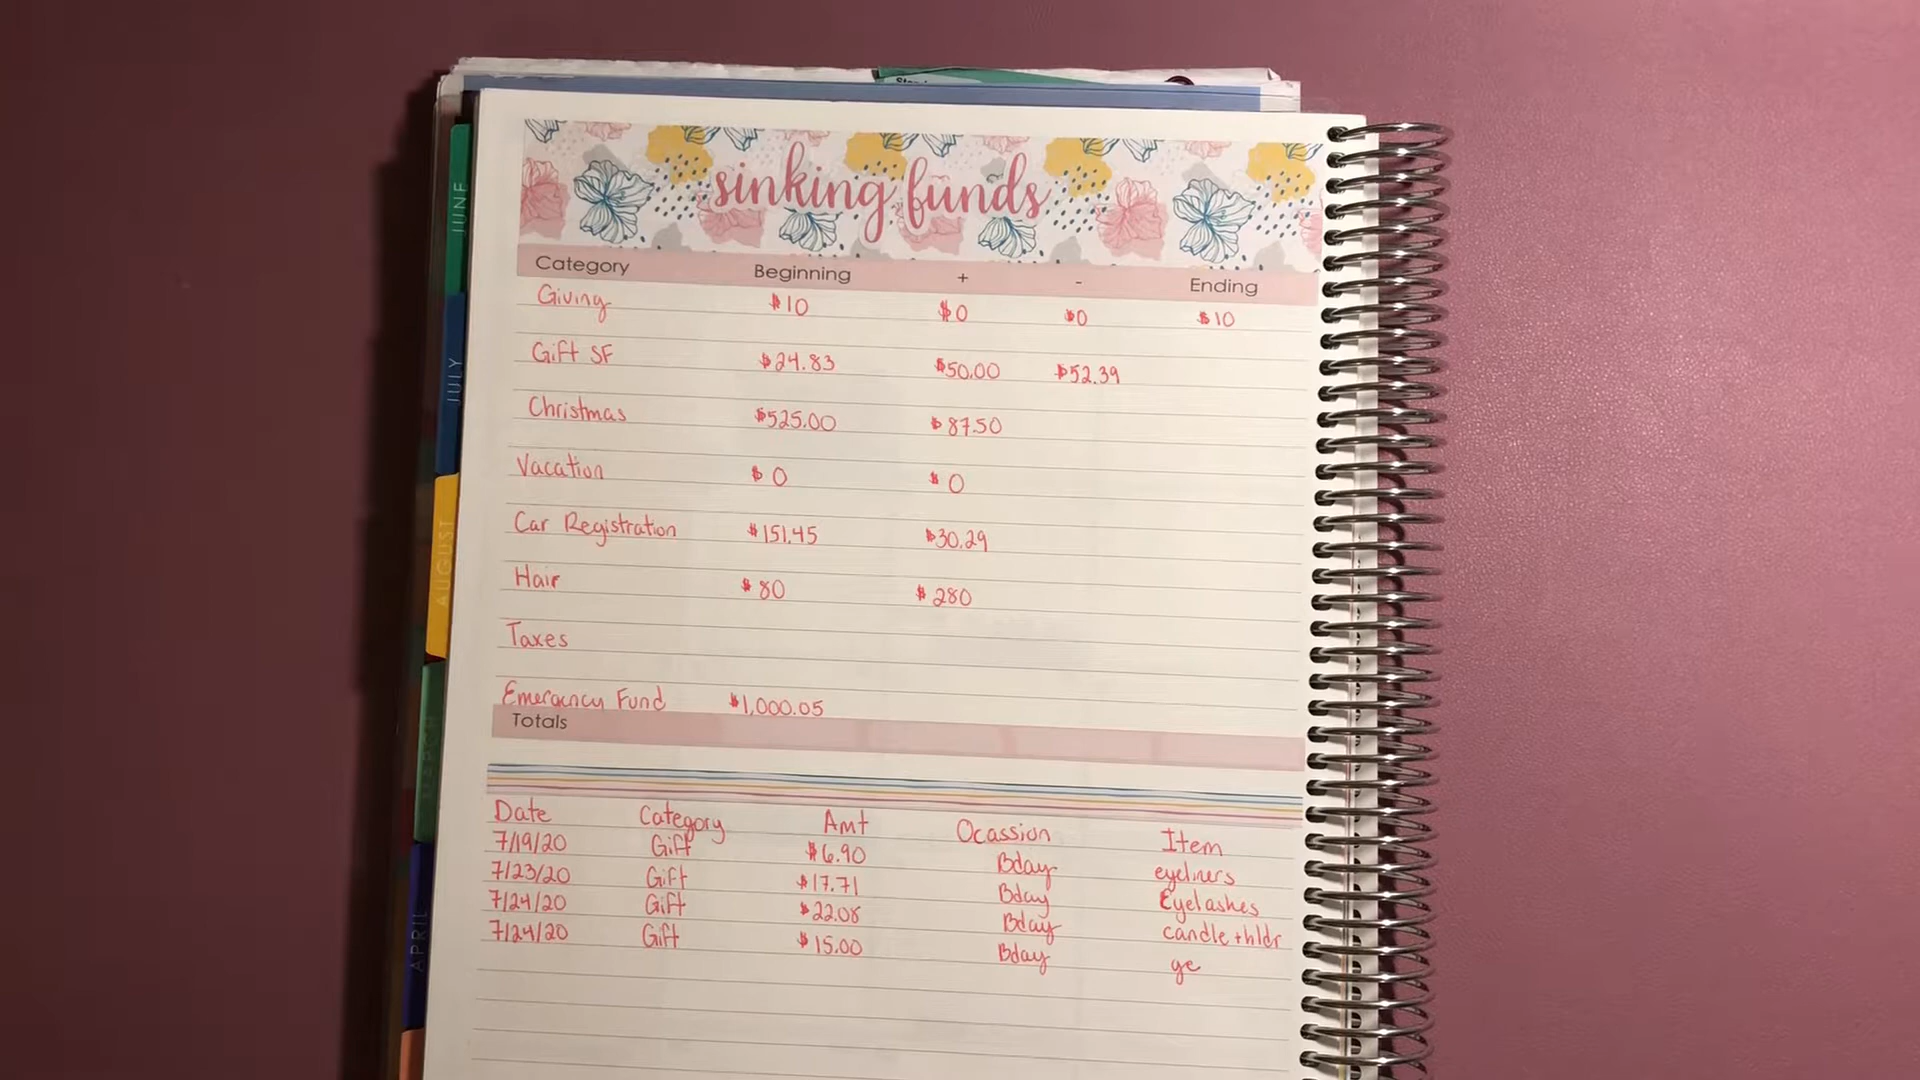 sinking funds
Category Beginning + - Ending
Giving $10 $0 $0 $10
Gift SF $24.83 $50.00 $52.39
Christmas $525.00 $87.50
Vacation $0 $0
Car Registration $151.45 $30.29
Hair $80 $280
Taxes
Emergancy Fund $1,000.05
Totals
Date Category Amt Ocassion Item
7/19/20 Gift $6.90 Bday eyeliners
7/23/20 Gift $17.71 Bday Eyelashes
7/24/20 Gift $22.08 Bday candle + hldr
7/24/20 Gift $15.00 Bday gc
JUNE
JULY
AUGUST
APRIL